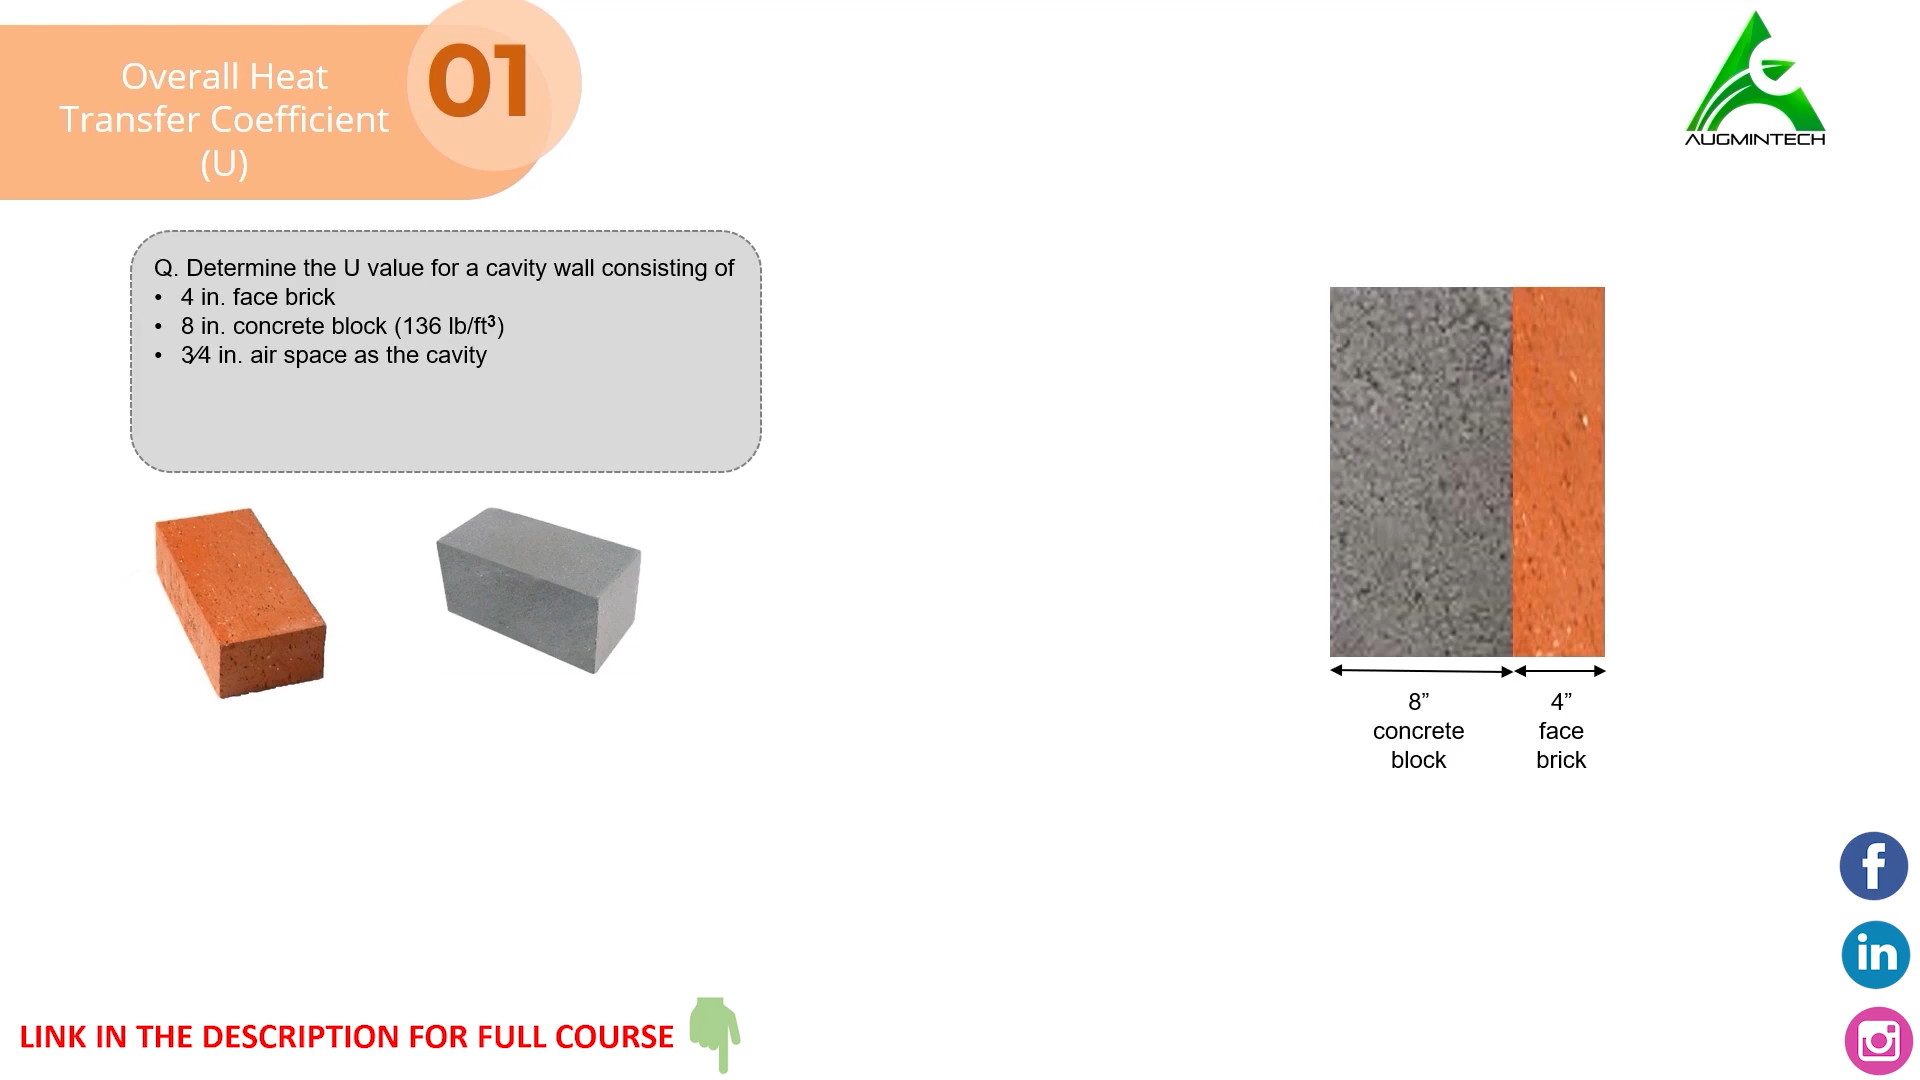 Overall Heat
Transfer Coefficient
(U)
01
AUGMINTECH
Q. Determine the U value for a cavity wall consisting of
• 4 in. face brick
• 8 in. concrete block (136 lb/ft³)
• 3⁄4 in. air space as the cavity
8”
concrete
block
4”
face
brick
f
in
LINK IN THE DESCRIPTION FOR FULL COURSE